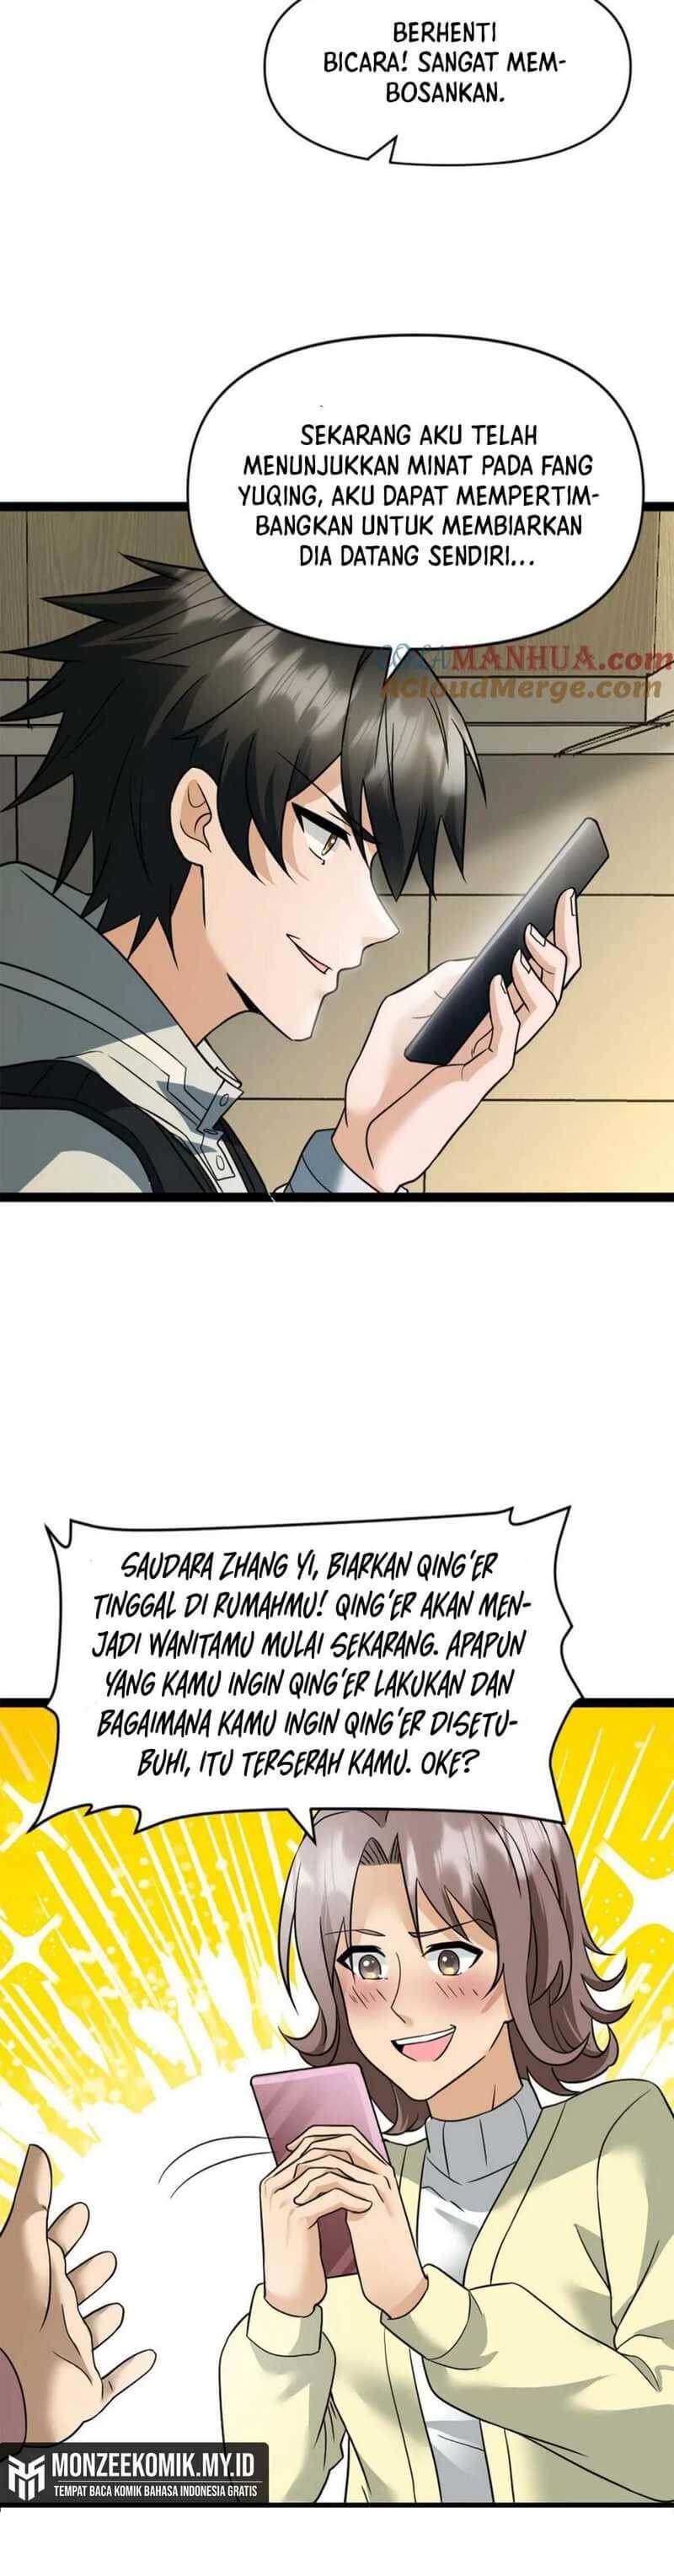 BERHENTI
BICARA! SANGAT MEM-
BOSANKAN.
SEKARANG AKU TELAH
MENUNJUKKAN MINAT PADA FANG
YUQING, AKU DAPAT MEMPERTIM-
BANGKAN UNTUK MEMBIARKAN
DIA DATANG SENDIRI...
MANHUA.com
aCloudMerge.com
SAUDARA ZHANG YI, BIARKAN QING'ER
TINGGAL DI RUMAHMU! QING'ER AKAN MEN-
JADI WANITAMU MULAI SEKARANG. APAPUN
YANG KAMU INGIN QING'ER LAKUKAN DAN
BAGAIMANA KAMU INGIN QING'ER DISETU-
BUHI, ITU TERSERAH KAMU. OKE?
MONZEEKOMIK.MY.ID
TEMPAT BACA KOMIK BAHASA INDONESIA GRATIS